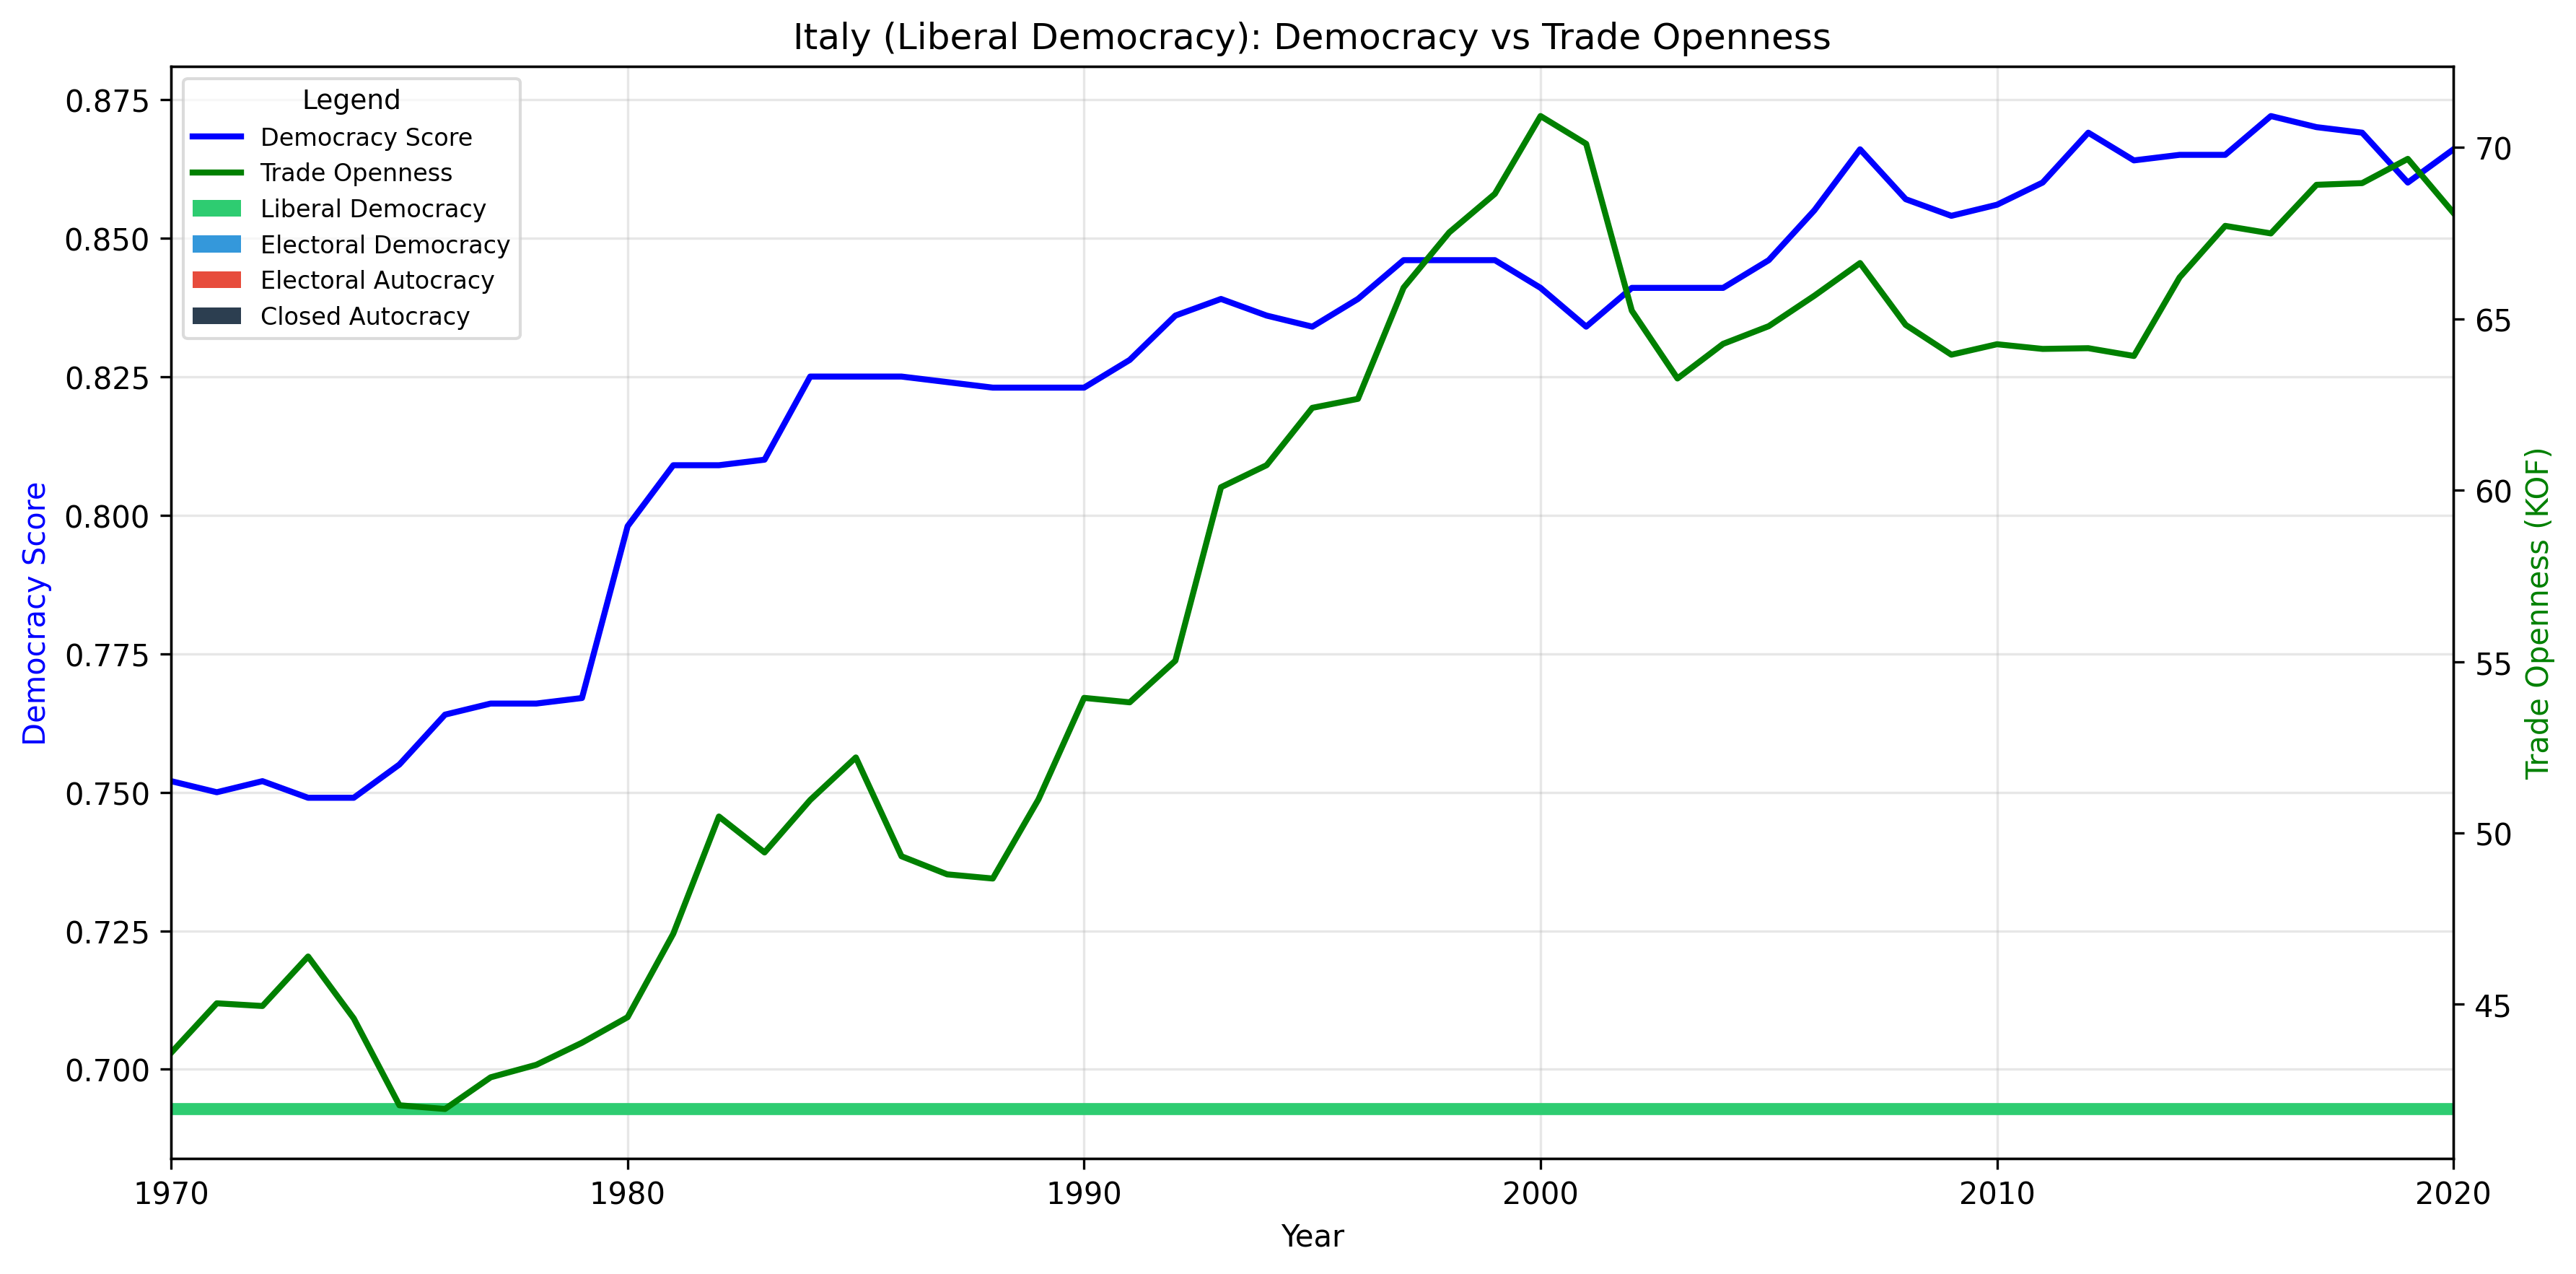 Italy (Liberal Democracy): Democracy vs Trade Openness
Legend
Democracy Score
Trade Openness
Liberal Democracy
Electoral Democracy
Electoral Autocracy
Closed Autocracy
Democracy Score
0.875
0.850
0.825
0.800
0.775
0.750
0.725
0.700
70
65
60
55
50
45
Trade Openness (KOF)
1970 1980 1990 2000 2010 2020
Year